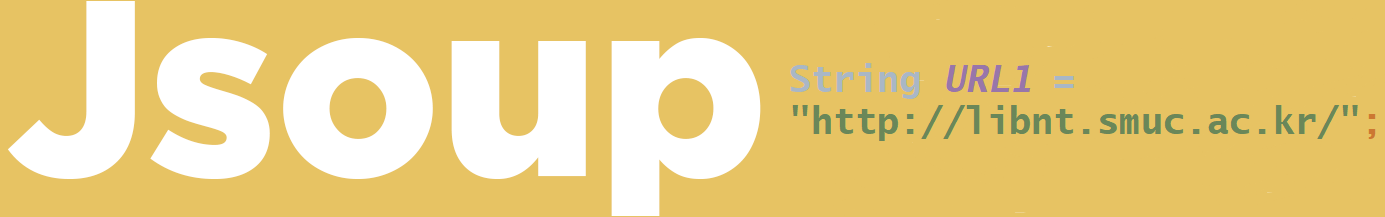 Jsoup
String URL1 =
"http://libnt.smuc.ac.kr/";